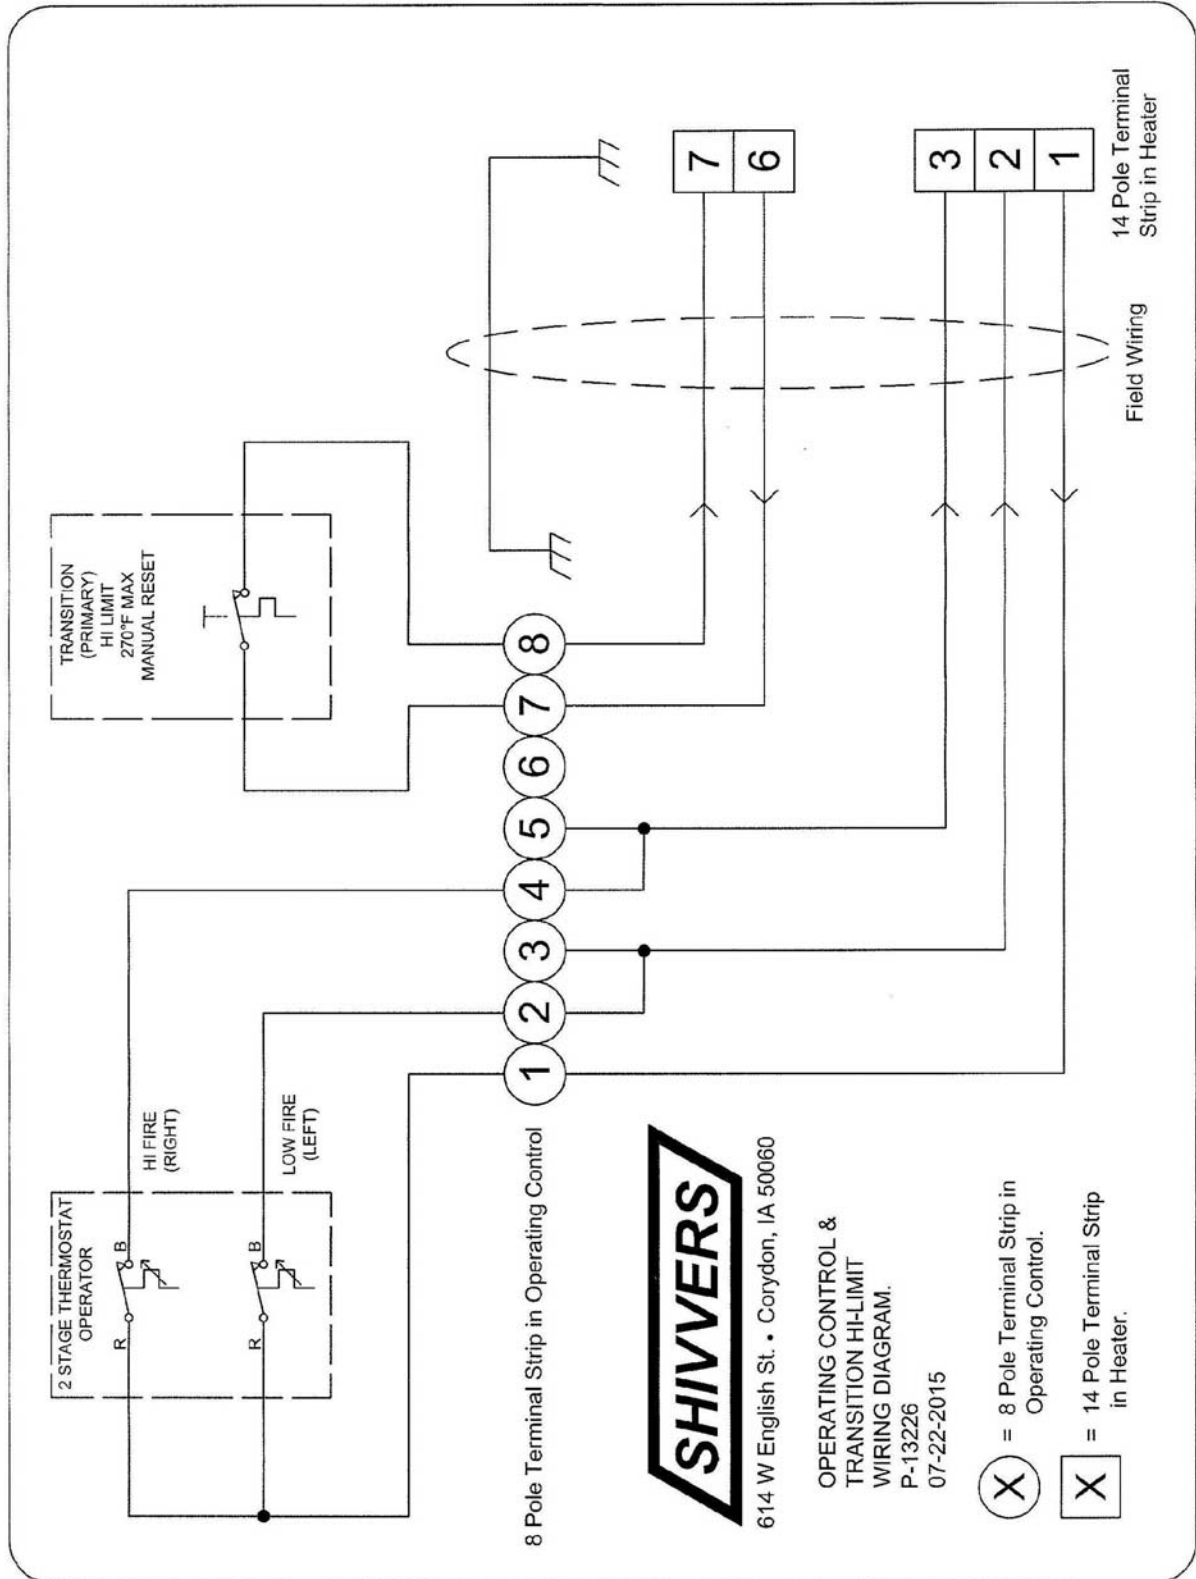 2 STAGE THERMOSTAT
OPERATOR
R
B
R
B
HI FIRE
(RIGHT)
LOW FIRE
(LEFT)
TRANSITION
(PRIMARY)
HI LIMIT
270°F MAX
MANUAL RESET
1
2
3
4
5
6
7
8
8 Pole Terminal Strip in Operating Control
7
6
3
2
1
Field Wiring
14 Pole Terminal
Strip in Heater
SHIVVERS
614 W English St. • Corydon, IA 50060
OPERATING CONTROL &
TRANSITION HI-LIMIT
WIRING DIAGRAM.
P-13226
07-22-2015
X = 8 Pole Terminal Strip in
Operating Control.
X = 14 Pole Terminal Strip
in Heater.